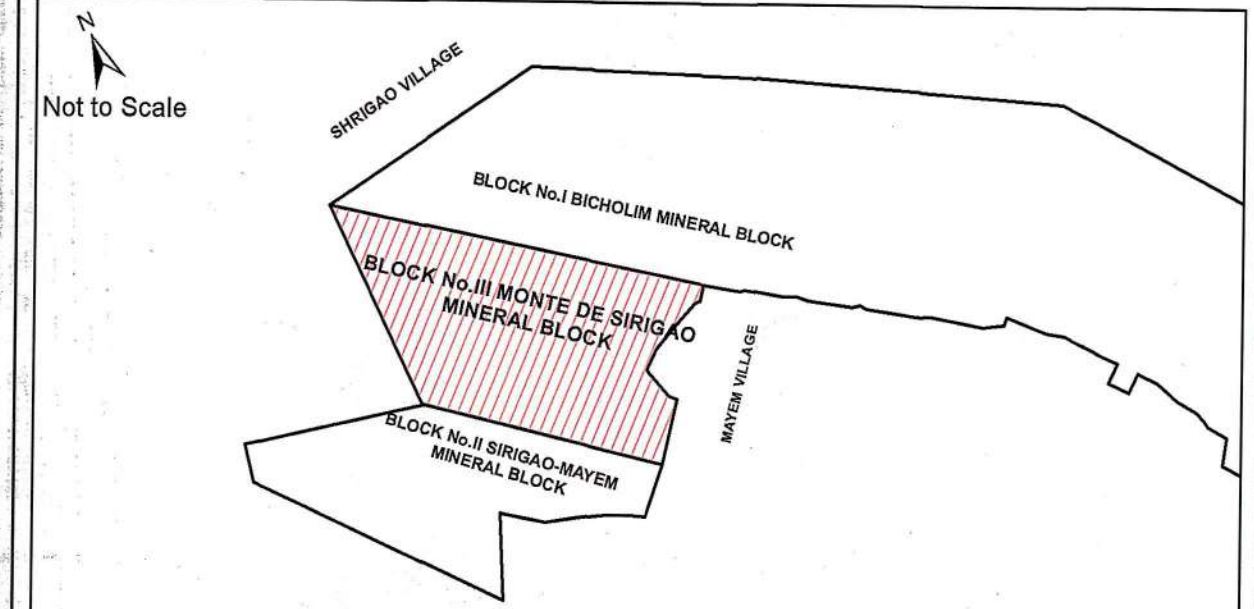 N
Not to Scale
SHRIGAO VILLAGE
BLOCK No.I BICHOLIM MINERAL BLOCK
BLOCK No.III MONTE DE SIRIGAO
MINERAL BLOCK
MAYEM VILLAGE
BLOCK No.II SIRIGAO-MAYEM
MINERAL BLOCK